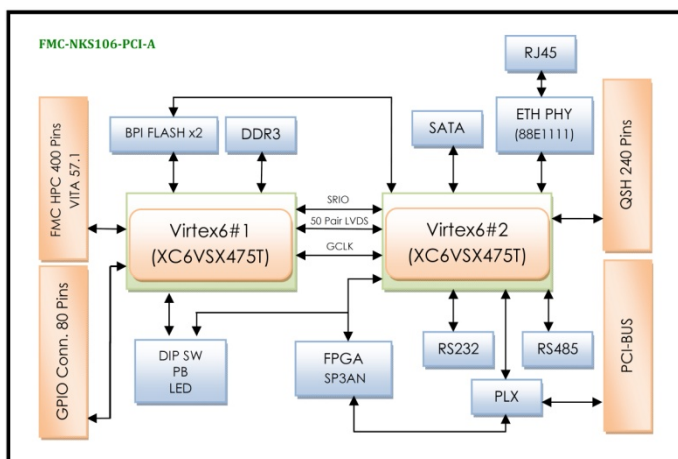 FMC-NKS106-PCI-A
RJ45
BPI FLASH x2
DDR3
SATA
ETH PHY
(88E1111)
FMC HPC 400 Pins
VITA 57.1
QSH 240 Pins
SRIO
50 Pair LVDS
GCLK
Virtex6#1
(XC6VSX475T)
Virtex6#2
(XC6VSX475T)
GPIO Conn. 80 Pins
DIP SW
PB
LED
FPGA
SP3AN
RS232
RS485
PLX
PCI-BUS